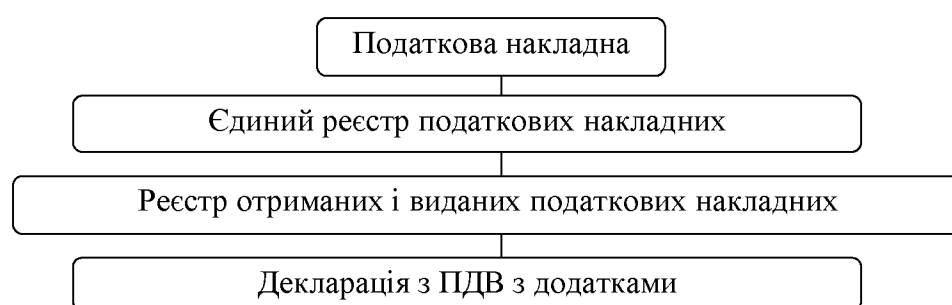 Податкова накладна
Єдиний реєстр податкових накладних
Реєстр отриманих і виданих податкових накладних
Декларація з ПДВ з додатками